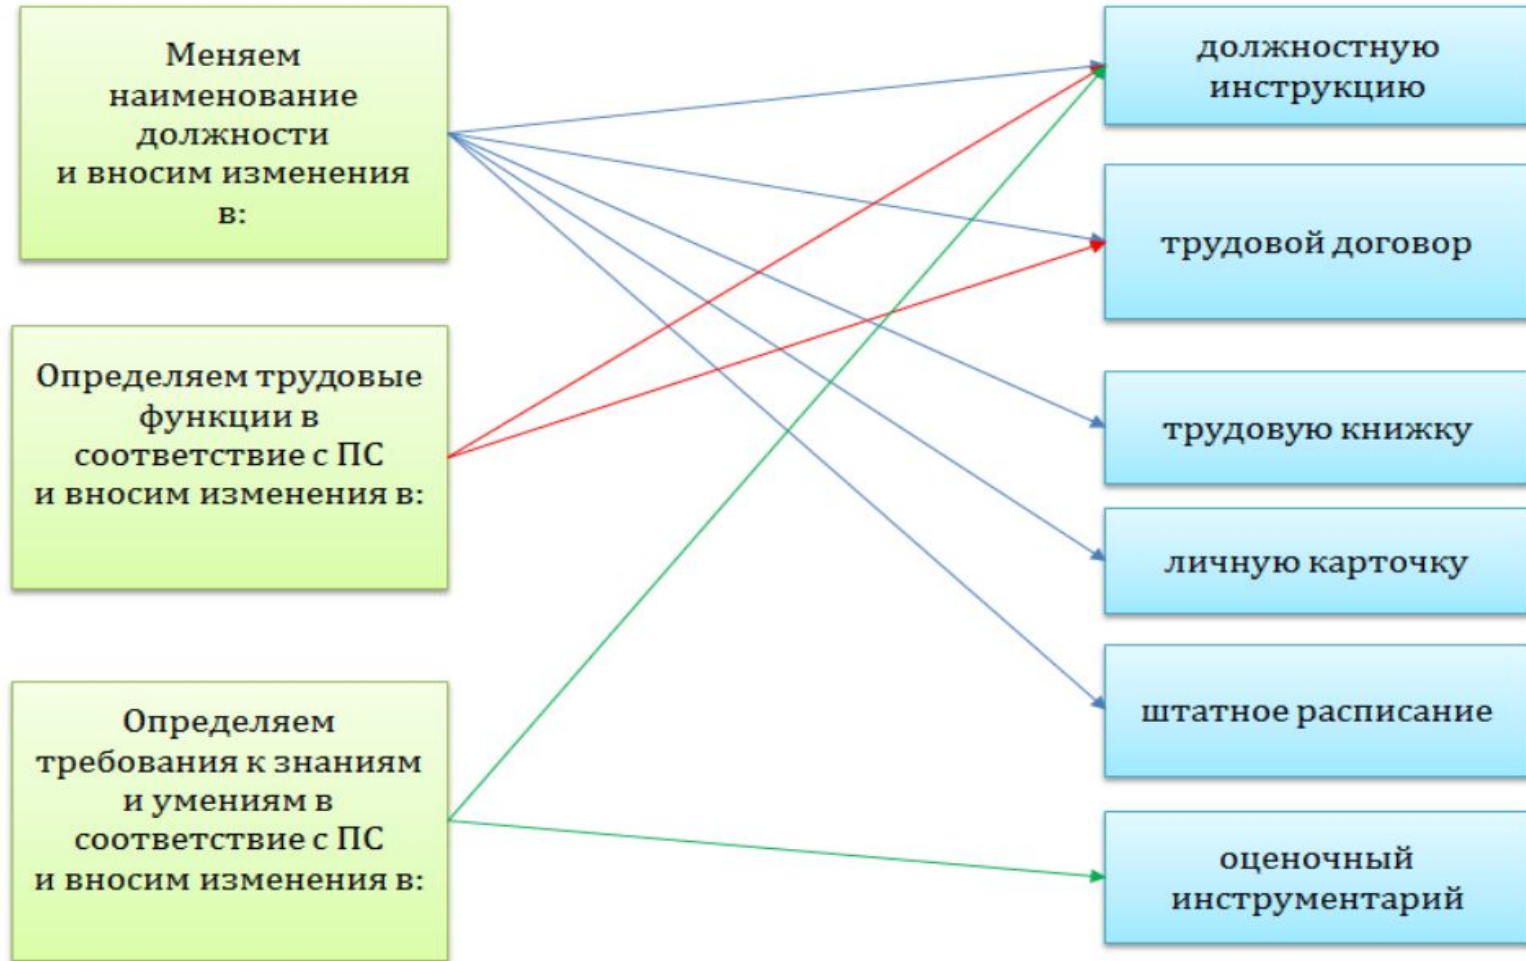 Меняем
наименование
должности
и вносим изменения
в:
Определяем трудовые
функции в
соответствие с ПС
и вносим изменения в:
Определяем
требования к знаниям
и умениям в
соответствие с ПС
и вносим изменения в:
должностную
инструкцию
трудовой договор
трудовую книжку
личную карточку
штатное расписание
оценочный
инструментарий